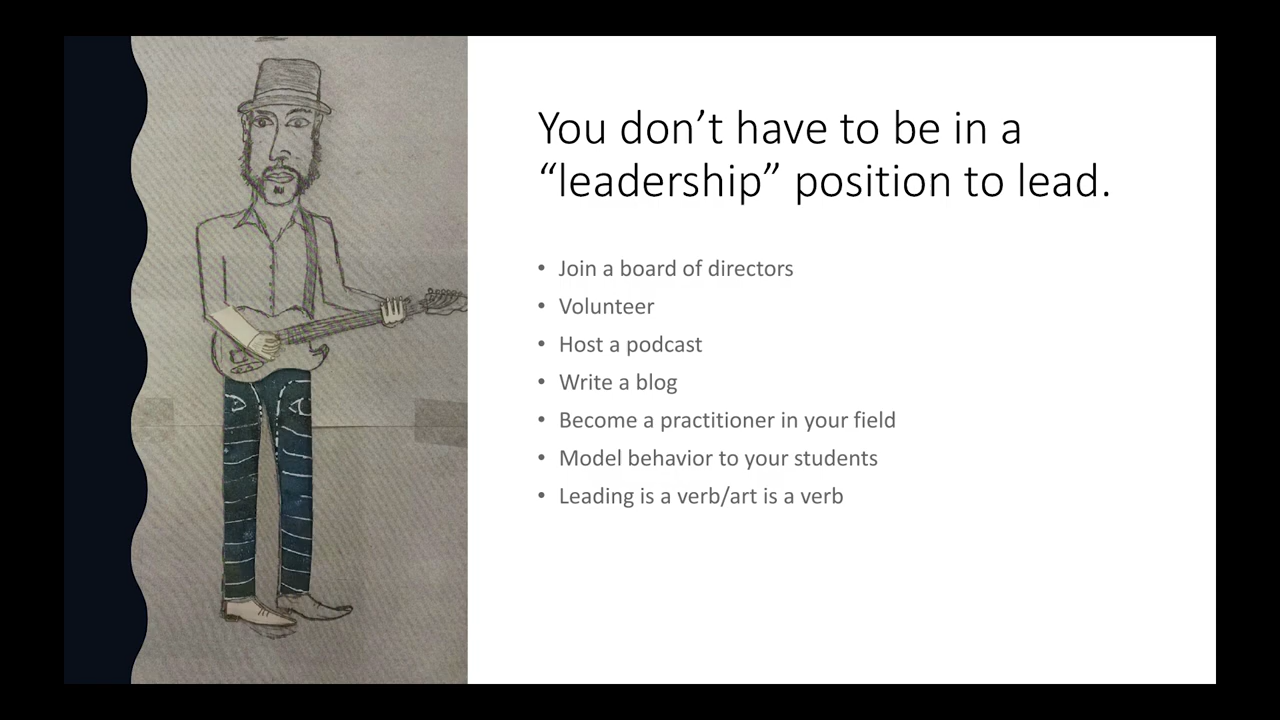 You don’t have to be in a
“leadership” position to lead.
• Join a board of directors
• Volunteer
• Host a podcast
• Write a blog
• Become a practitioner in your field
• Model behavior to your students
• Leading is a verb/art is a verb